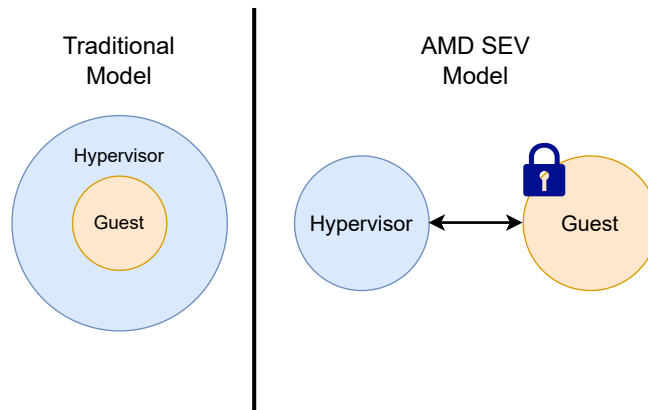 Traditional
Model
Hypervisor
Guest
AMD SEV
Model
Hypervisor
Guest